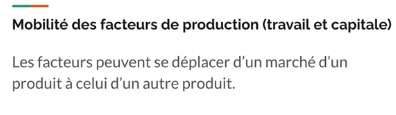 Mobilité des facteurs de production (travail et capitale)
Les facteurs peuvent se déplacer d'un marché d'un
produit à celui d'un autre produit.